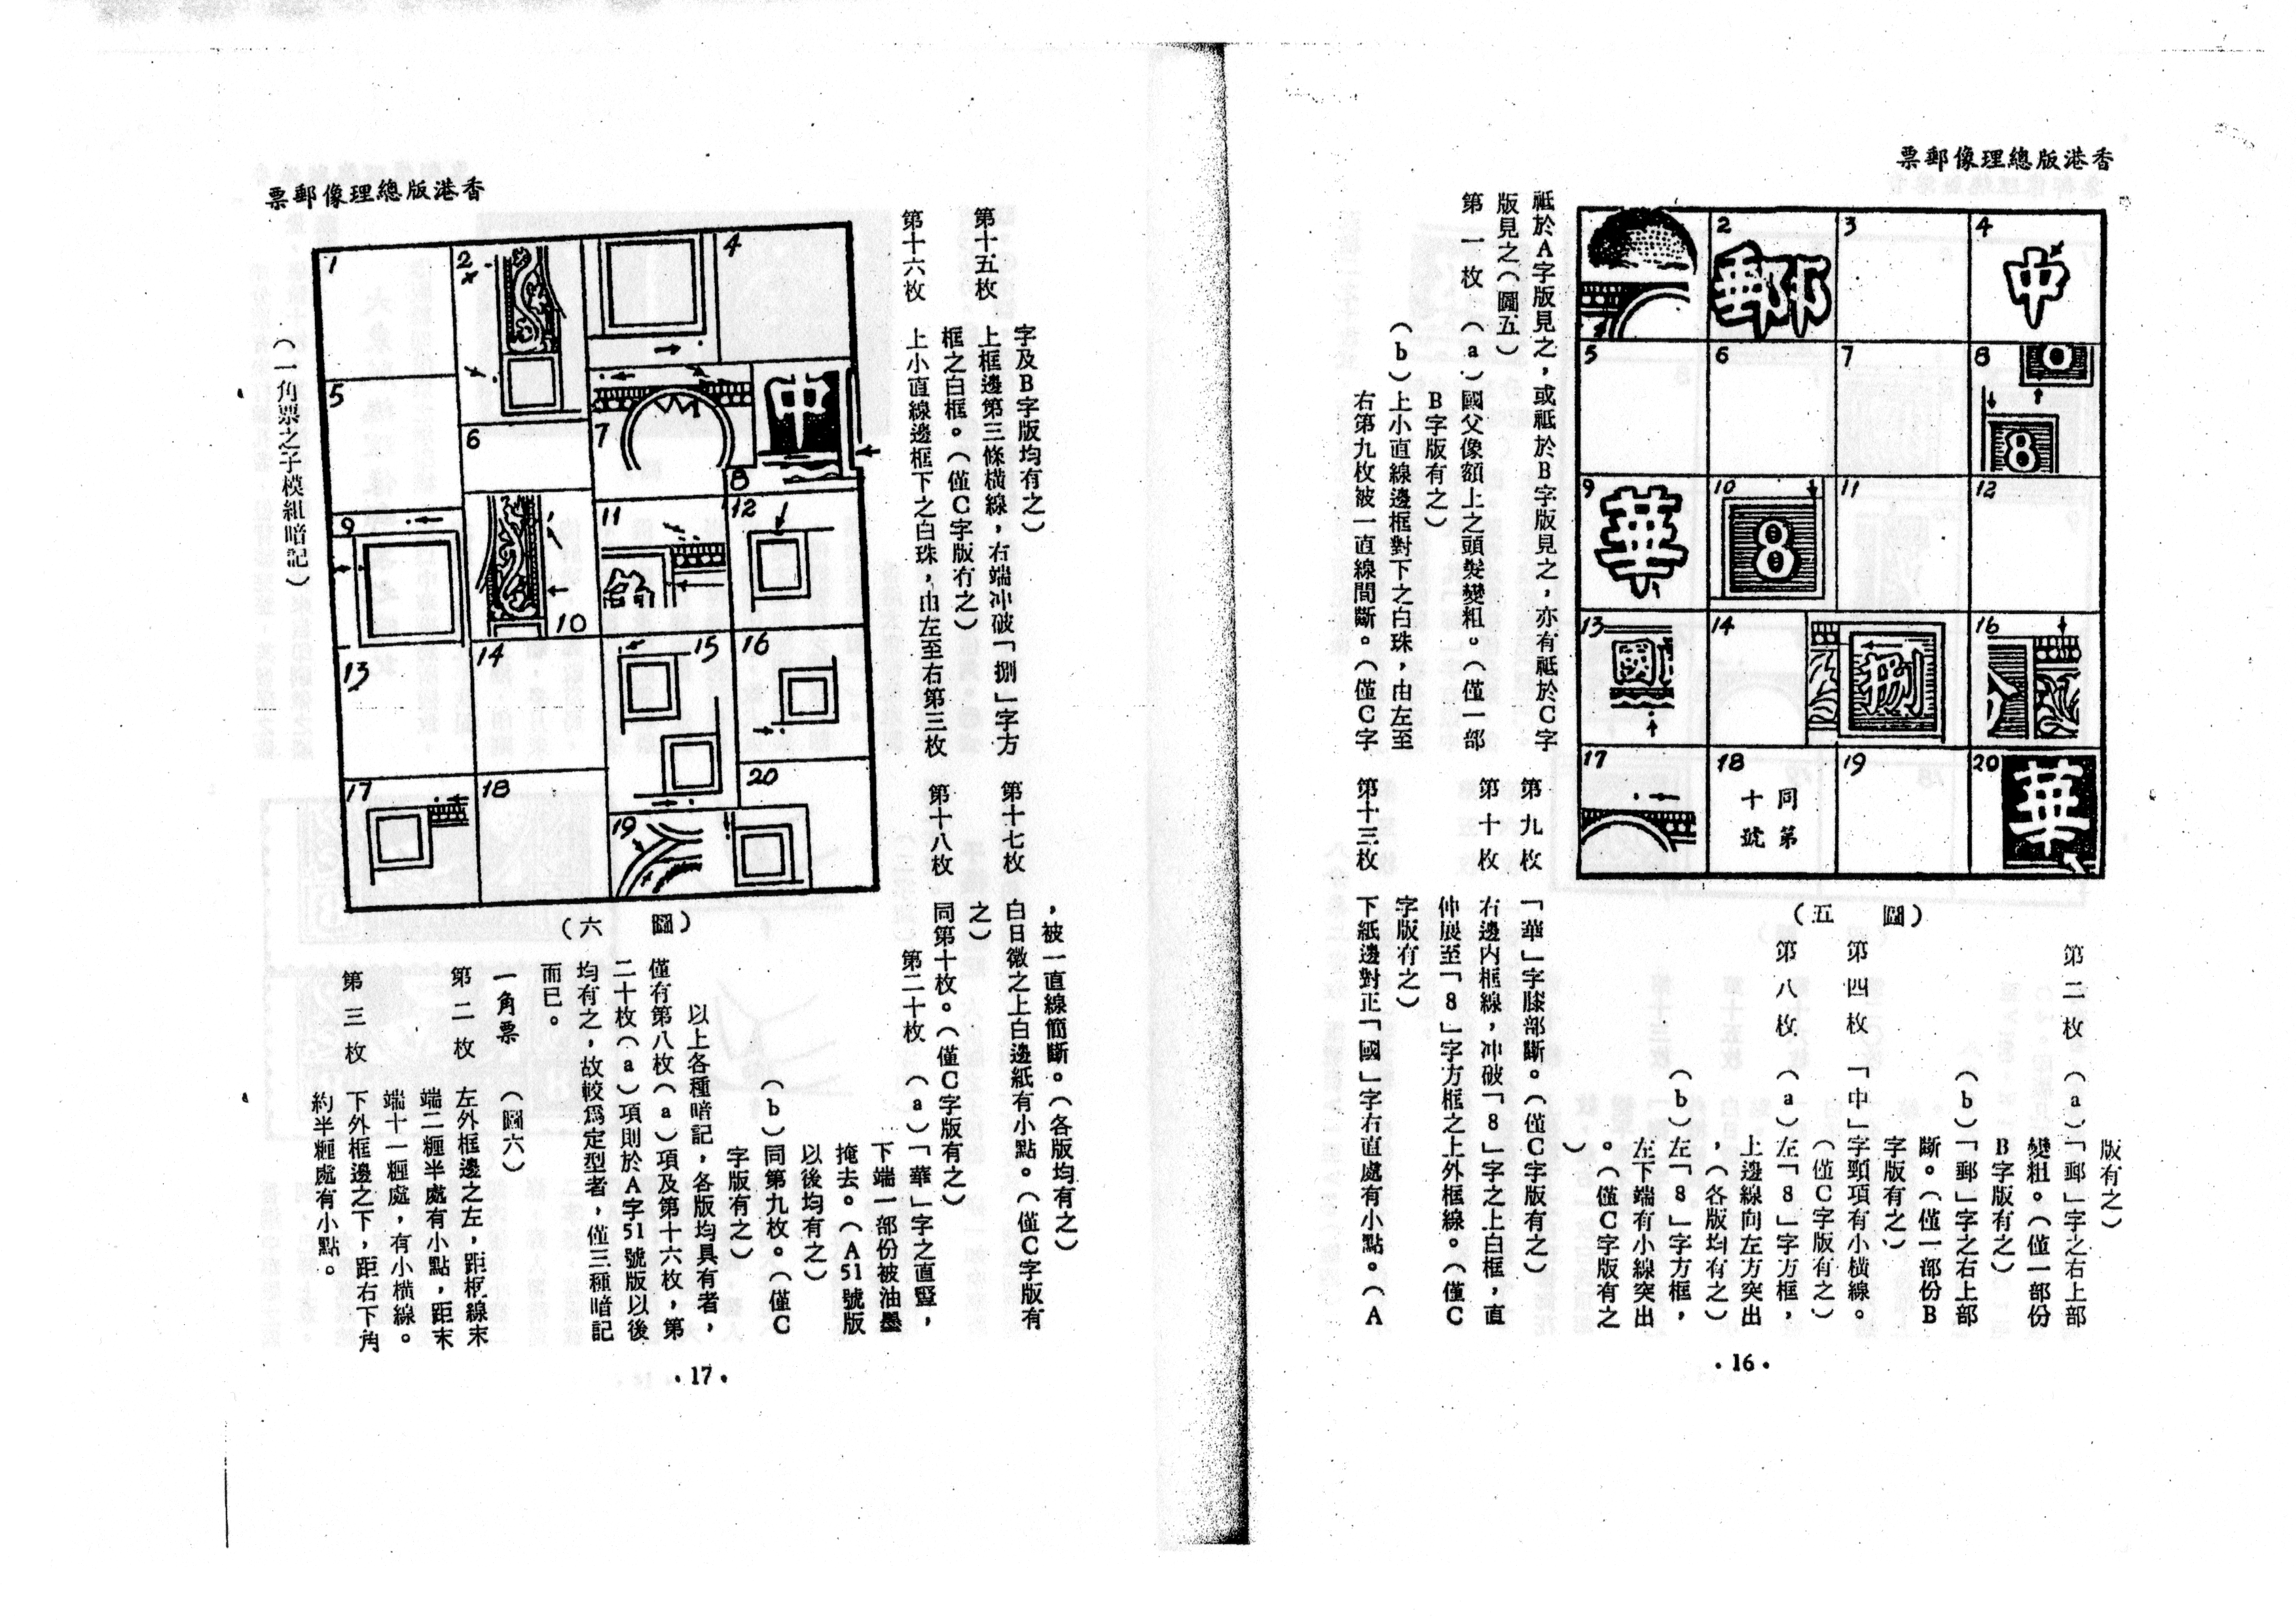 香港版總理像郵票
1
2
3
4
5
6
7
8
9
10
11
12
13
14
16
17
18
19
20
郵
中
0
8
華
8
國
捌
同第
十號
華
(圖五)
祗於A字版見之,或祗於B字版見之,亦有祗於C字
版見之(圖五)
第一枚 (a)國父像額上之頭髮變粗。(僅一部
B字版有之)
(b)上小直線邊框對下之白珠,由左至
右第九枚被一直線間斷。(僅C字
版有之)
第二枚 (a)「郵」字之右上部
變粗。(僅一部份
B字版有之)
(b)「郵」字之右上部
斷。(僅一部份B
字版有之)
第四枚 「中」字頸項有小橫線。
(僅C字版有之)
第八枚 (a)左「8」字方框,
上邊線向左方突出
,(各版均有之)
(b)左「8」字方框,
左下端有小線突出
。(僅C字版有之
)
第九枚 「華」字膝部斷。(僅C字版有之)
第十枚 右邊內框線,冲破「8」字之上白框,直
伸展至「8」字方框之上外框線。(僅C
字版有之)
第十三枚 下紙邊對正「國」字右直處有小點。(A
·16·
香港版總理像郵票
字及B字版均有之)
第十五枚 上框邊第三條橫線,右端冲破「捌」字方
框之白框。(僅C字版有之)
第十六枚 上小直線邊框下之白珠,由左至右第三枚
,被一直線簡斷。(各版均有之)
第十七枚 白日徽之上白邊紙有小點。(僅C字版有
之)
第十八枚 同第十枚。(僅C字版有之)
第二十枚 (a)「華」字之直豎,
下端一部份被油墨
掩去。(A51號版
以後均有之)
(b)同第九枚。(僅C
字版有之)
以上各種暗記,各版均具有者,
僅有第八枚(a)項及第十六枚,第
二十枚(a)項則於A字51號版以後
均有之,故較爲定型者,僅三種暗記
而已。
一角票 (圖六)
第二枚 左外框邊之左,距框線末
端二糎半處有小點,距末
端十一糎處,有小橫線。
第三枚 下外框邊之下,距右下角
約半糎處有小點。
1
2
4
5
6
7
8
9
10
11
12
13
14
15
16
17
18
19
20
中
(圖六)
(一角票之子模組暗記)
·17·